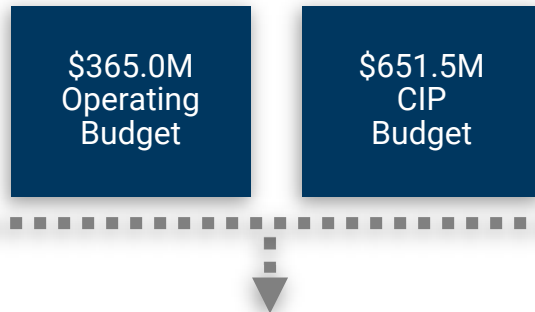 $365.0M
Operating
Budget
$651.5M
CIP
Budget